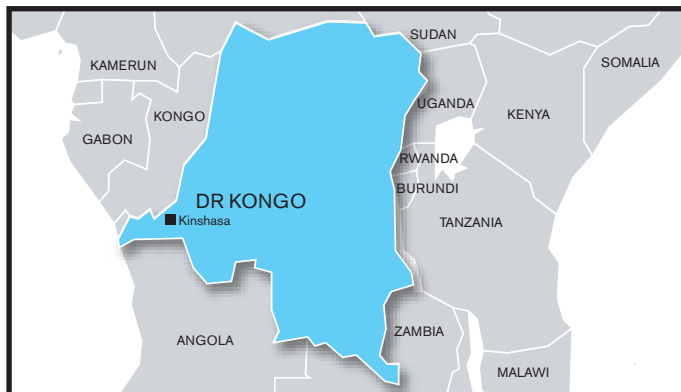 SUDAN
SOMALIA
KAMERUN
UGANDA
KENYA
KONGO
GABON
RWANDA
BURUNDI
DR KONGO
Kinshasa
TANZANIA
ZAMBIA
ANGOLA
MALAWI